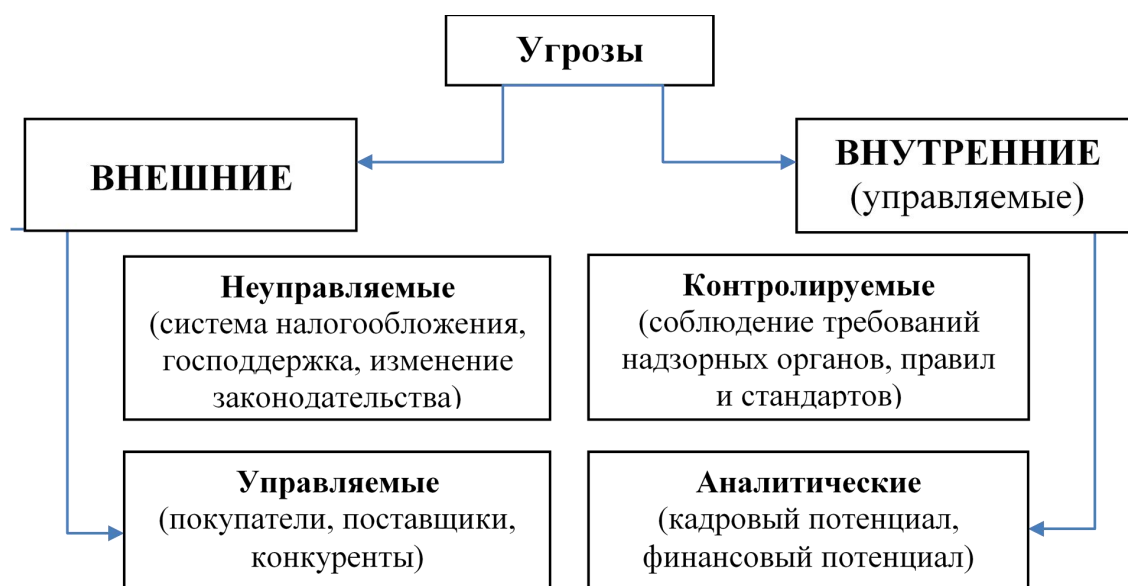 Угрозы
ВНЕШНИЕ
ВНУТРЕННИЕ
(управляемые)
Неуправляемые
(система налогообложения,
господдержка, изменение
законодательства)
Контролируемые
(соблюдение требований
надзорных органов, правил
и стандартов)
Управляемые
(покупатели, поставщики,
конкуренты)
Аналитические
(кадровый потенциал,
финансовый потенциал)